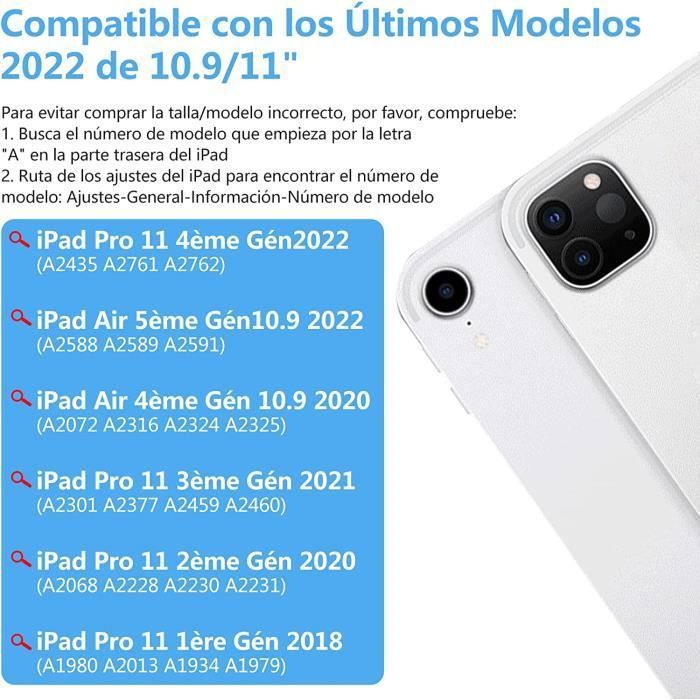 Compatible con los Últimos Modelos
2022 de 10.9/11"
Para evitar comprar la talla/modelo incorrecto, por favor, compruebe:
1. Busca el número de modelo que empieza por la letra
"A" en la parte trasera del iPad
2. Ruta de los ajustes del iPad para encontrar el número de
modelo: Ajustes-General-Información-Número de modelo
iPad Pro 11 4ème Gén2022
(A2435 A2761 A2762)
iPad Air 5ème Gén10.9 2022
(A2588 A2589 A2591)
iPad Air 4ème Gén 10.9 2020
(A2072 A2316 A2324 A2325)
iPad Pro 11 3ème Gén 2021
(A2301 A2377 A2459 A2460)
iPad Pro 11 2ème Gén 2020
(A2068 A2228 A2230 A2231)
iPad Pro 11 1ère Gén 2018
(A1980 A2013 A1934 A1979)